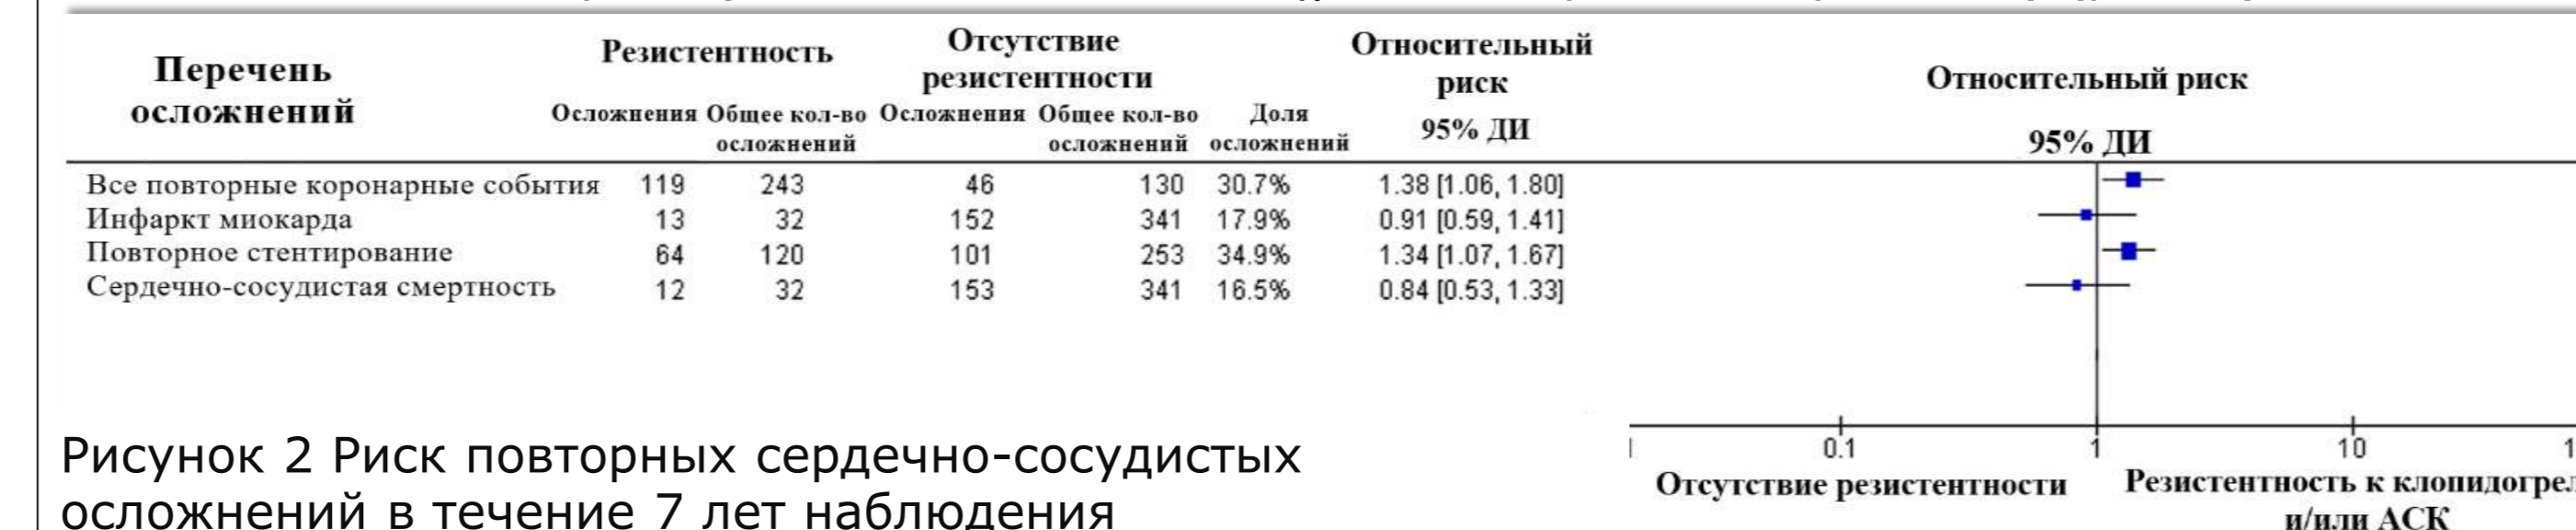 Перечень осложнений
Резистентность
Отсутствие резистентности
Относительный риск
95% ДИ
Относительный риск
95% ДИ
Осложнения Общее кол-во осложнений Осложнения Общее кол-во осложнений Доля осложнений
Все повторные коронарные события 119 243 46 130 30.7% 1.38 [1.06, 1.80]
Инфаркт миокарда 13 32 152 341 17.9% 0.91 [0.59, 1.41]
Повторное стентирование 64 120 101 253 34.9% 1.34 [1.07, 1.67]
Сердечно-сосудистая смертность 12 32 153 341 16.5% 0.84 [0.53, 1.33]
0.1 1 10
Отсутствие резистентности Резистентность к
и/или АСК
Рисунок 2 Риск повторных сердечно-сосудистых
осложнений в течение 7 лет наблюдения